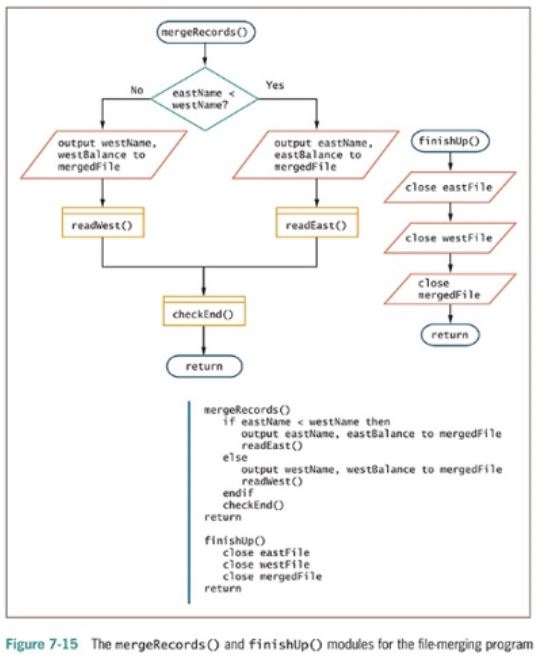 mergeRecords()
No
eastName <
westName?
Yes
output westName,
westBalance to
mergedFile
output eastName,
eastBalance to
mergedFile
readWest()
readEast()
checkEnd()
return
finishUp()
close eastFile
close westFile
close
mergedFile
return
mergeRecords()
if eastName < westName then
output eastName, eastBalance to mergedFile
readEast()
else
output westName, westBalance to mergedFile
readWest()
endif
checkEnd()
return
finishUp()
close eastFile
close westFile
close mergedFile
return
Figure 7-15 The mergeRecords() and finishUp() modules for the file-merging program